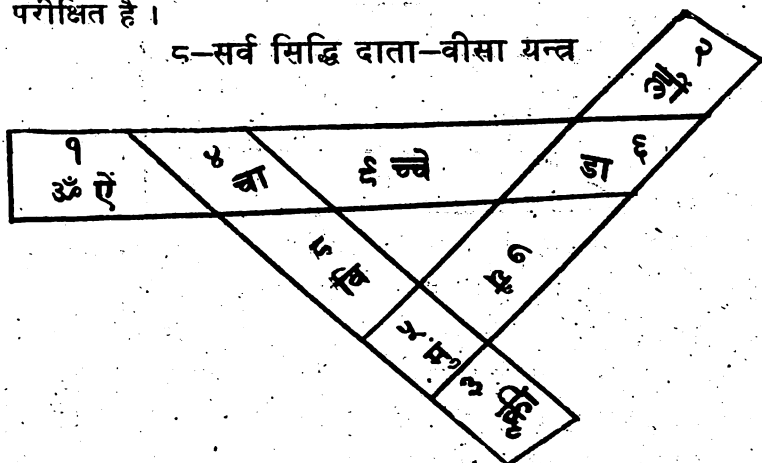 परीक्षित है ।
८–सर्व सिद्धि दाता–वीसा यन्त्र
२
ह्रीं
१
ॐ ऐं
४
चा
९ च्चे
डा ६
८
वि
७
यै
५ मुं
३ क्लीं